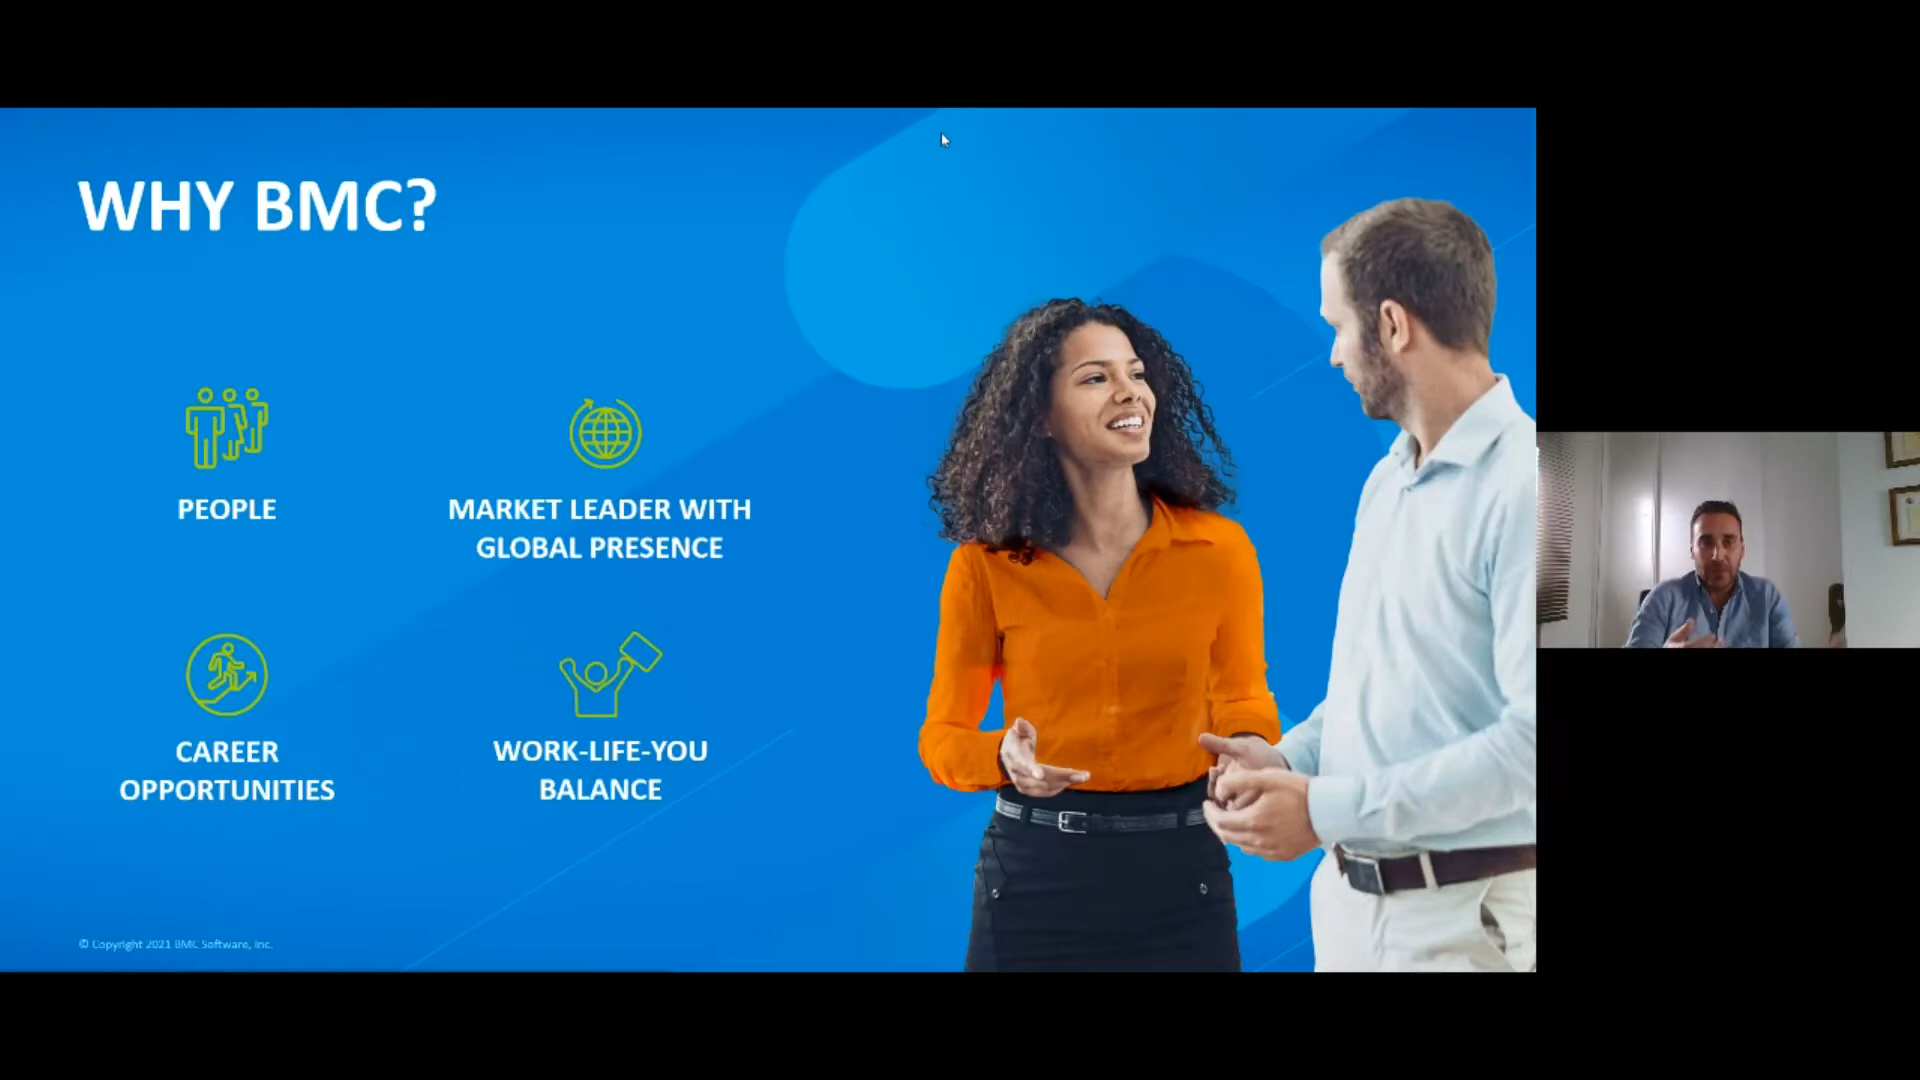 WHY BMC?
PEOPLE
MARKET LEADER WITH
GLOBAL PRESENCE
CAREER
OPPORTUNITIES
WORK-LIFE-YOU
BALANCE
© Copyright 2021 BMC Software, Inc.